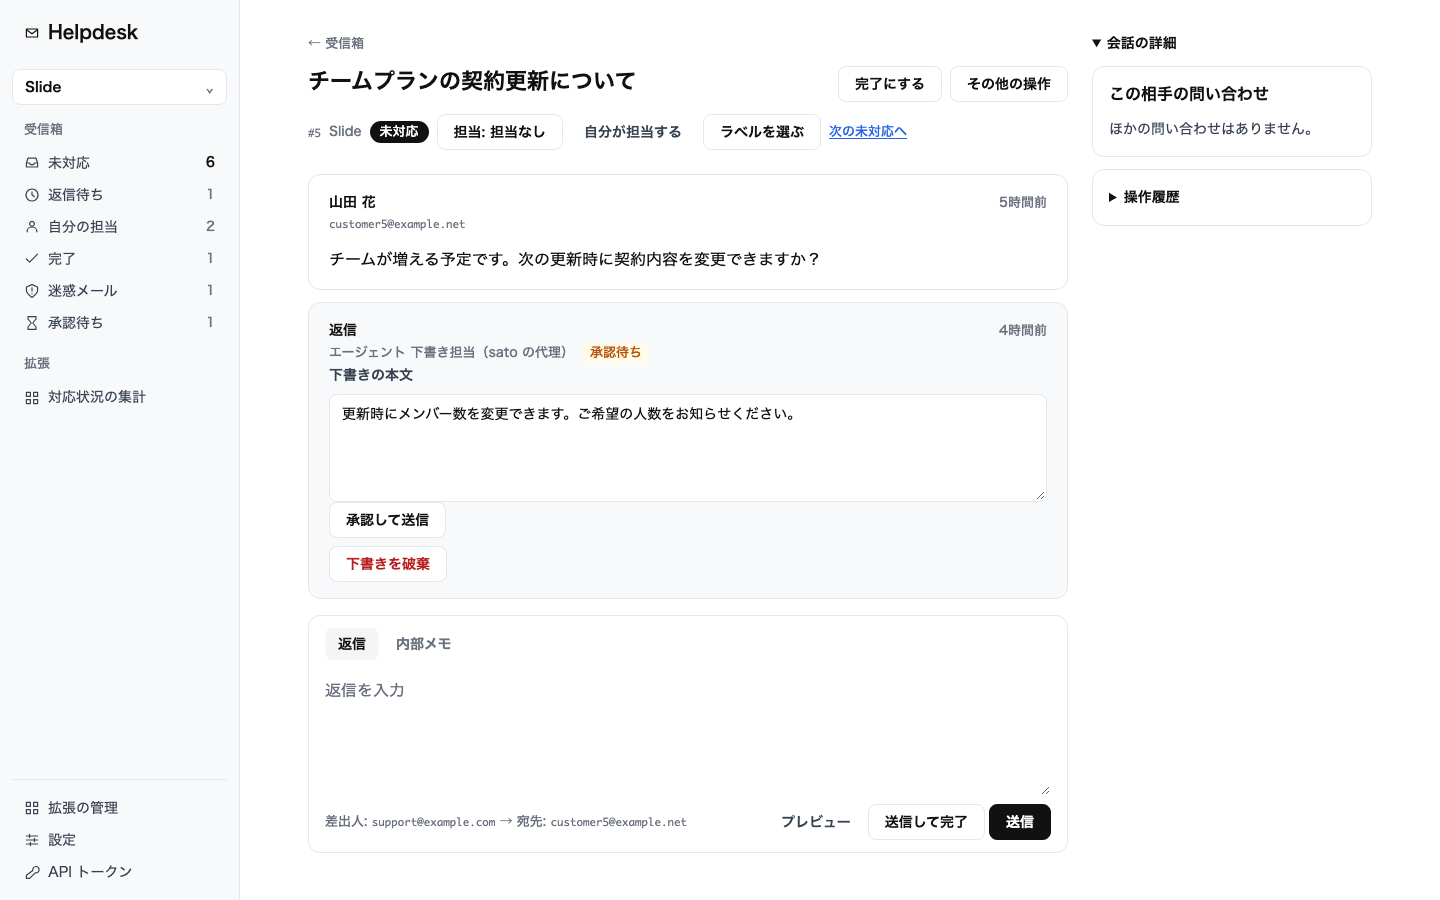 Helpdesk
Slide
受信箱
未対応 6
返信待ち 1
自分の担当 2
完了 1
迷惑メール 1
承認待ち 1
拡張
対応状況の集計
拡張の管理
設定
API トークン
← 受信箱
チームプランの契約更新について
完了にする その他の操作
#5 Slide 未対応 担当: 担当なし 自分が担当する ラベルを選ぶ 次の未対応へ
山田 花 5時間前
customer5@example.net
チームが増える予定です。次の更新時に契約内容を変更できますか？
返信 4時間前
エージェント 下書き担当（sato の代理） 承認待ち
下書きの本文
更新時にメンバー数を変更できます。ご希望の人数をお知らせください。
承認して送信
下書きを破棄
返信 内部メモ
返信を入力
差出人: support@example.com → 宛先: customer5@example.net プレビュー 送信して完了 送信
▼ 会話の詳細
この相手の問い合わせ
ほかの問い合わせはありません。
▶ 操作履歴